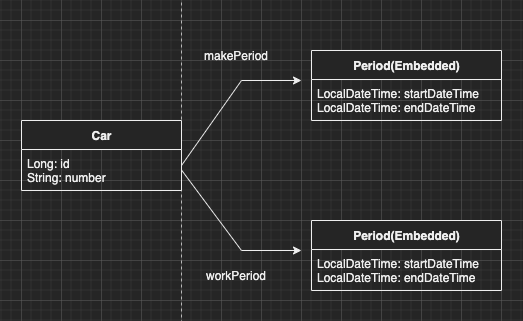 makePeriod
Period(Embedded)
LocalDateTime: startDateTime
LocalDateTime: endDateTime
Car
Long: id
String: number
Period(Embedded)
LocalDateTime: startDateTime
LocalDateTime: endDateTime
workPeriod